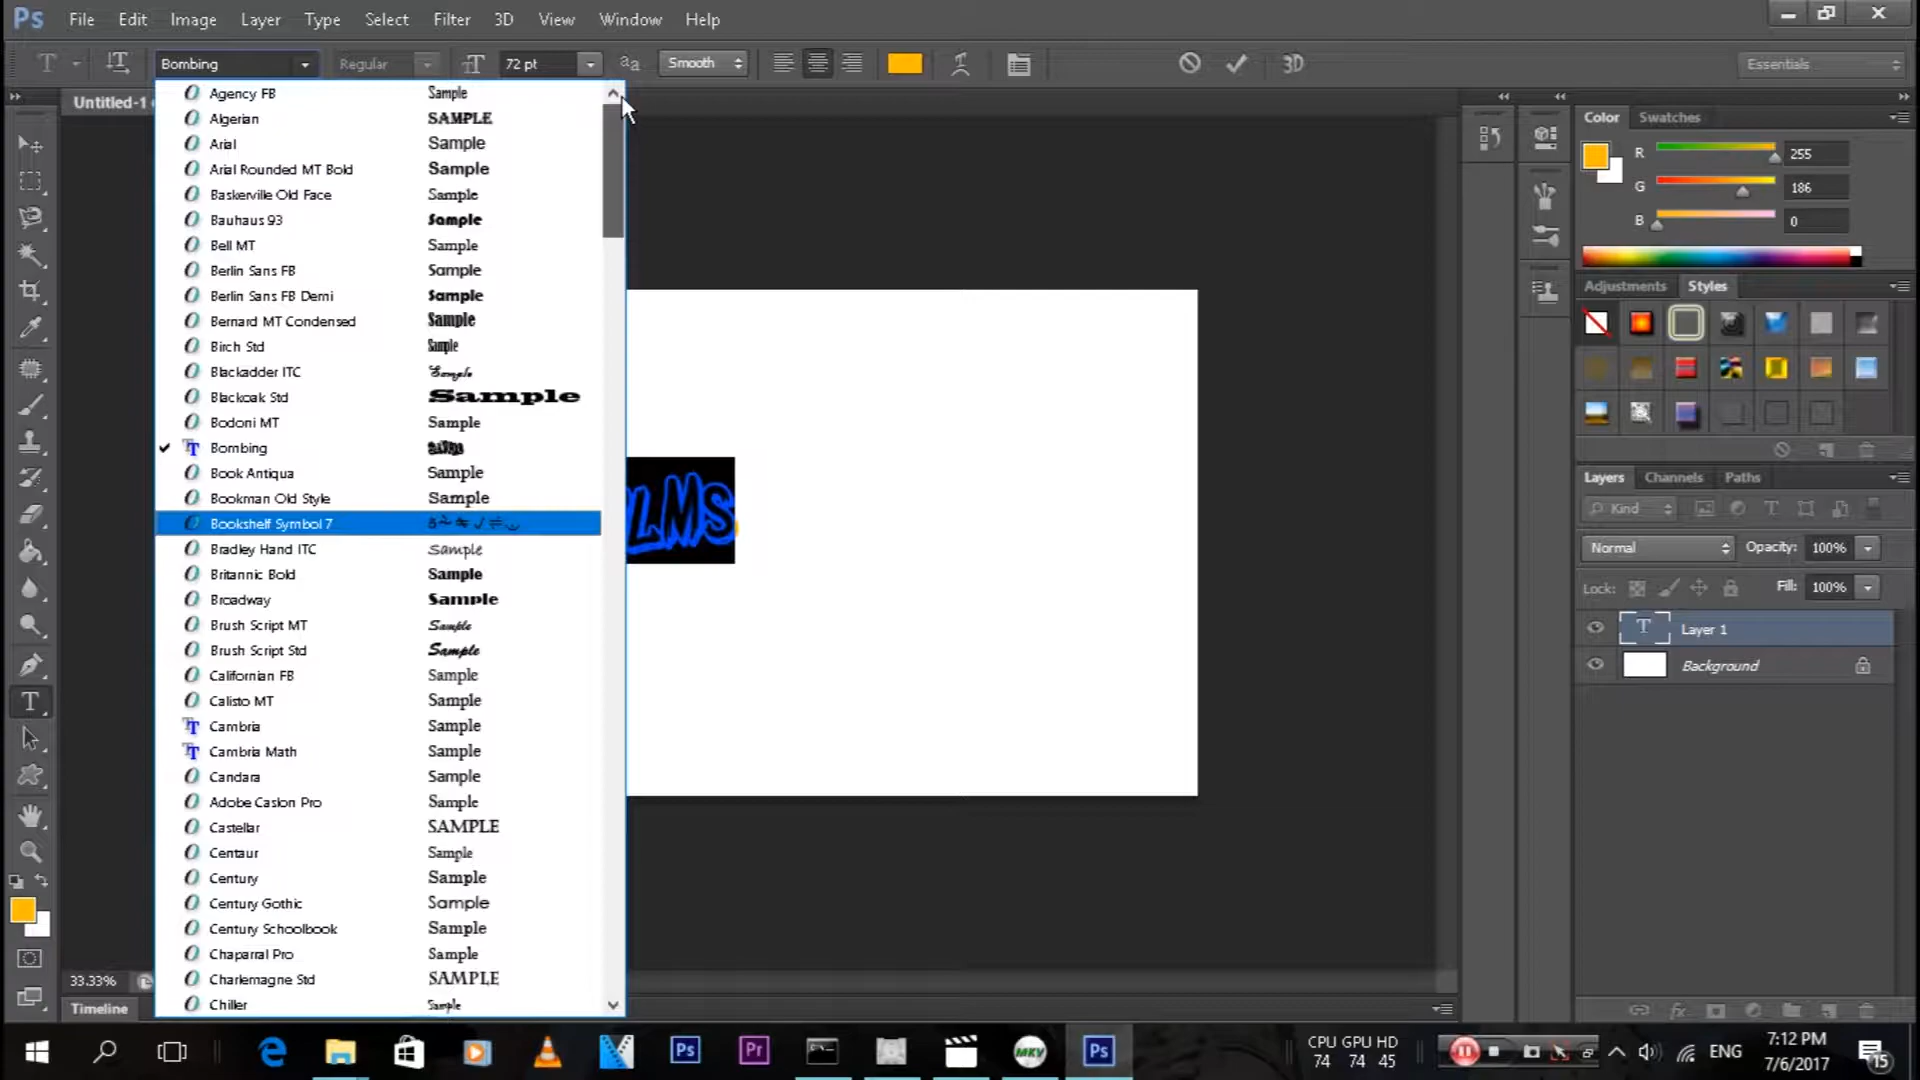 Ps File Edit Image Layer Type Select Filter 3D View Window Help
T T Bombing Regular T 72 pt aa Smooth 3D Essentials
Untitled-1
Agency FB Sample
Algerian SAMPLE
Arial Sample
Arial Rounded MT Bold Sample
Baskerville Old Face Sample
Bauhaus 93 Sample
Bell MT Sample
Berlin Sans FB Sample
Berlin Sans FB Demi Sample
Bernard MT Condensed Sample
Birch Std Sample
Blackadder ITC Sample
Blackoak Std Sample
Bodoni MT Sample
Bombing
Book Antiqua Sample
Bookman Old Style Sample
Bookshelf Symbol 7
Bradley Hand ITC Sample
Britannic Bold Sample
Broadway Sample
Brush Script MT Sample
Brush Script Std Sample
Californian FB Sample
Calisto MT Sample
Cambria Sample
Cambria Math Sample
Candara Sample
Adobe Caslon Pro Sample
Castellar SAMPLE
Centaur Sample
Century Sample
Century Gothic Sample
Century Schoolbook Sample
Chaparral Pro Sample
Charlemagne Std SAMPLE
Chiller Sample
LMS
33.33%
Timeline
Color Swatches
R 255
G 186
B 0
Adjustments Styles
Layers Channels Paths
Kind
Normal Opacity: 100%
Lock: Fill: 100%
T Layer 1
Background
Ps Pr MKY Ps
CPU GPU HD
74 74 45
ENG
7:12 PM
7/6/2017
15